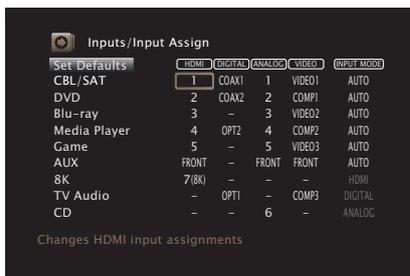 Inputs/Input Assign
Set Defaults HDMI DIGITAL ANALOG VIDEO INPUT MODE
CBL/SAT 1 COAX1 1 VIDEO1 AUTO
DVD 2 COAX2 2 COMP1 AUTO
Blu-ray 3 – 3 VIDEO2 AUTO
Media Player 4 OPT2 4 COMP2 AUTO
Game 5 – 5 VIDEO3 AUTO
AUX FRONT – FRONT FRONT AUTO
8K 7(8K) – – – HDMI
TV Audio – OPT1 – COMP3 DIGITAL
CD – – 6 – ANALOG
Changes HDMI input assignments